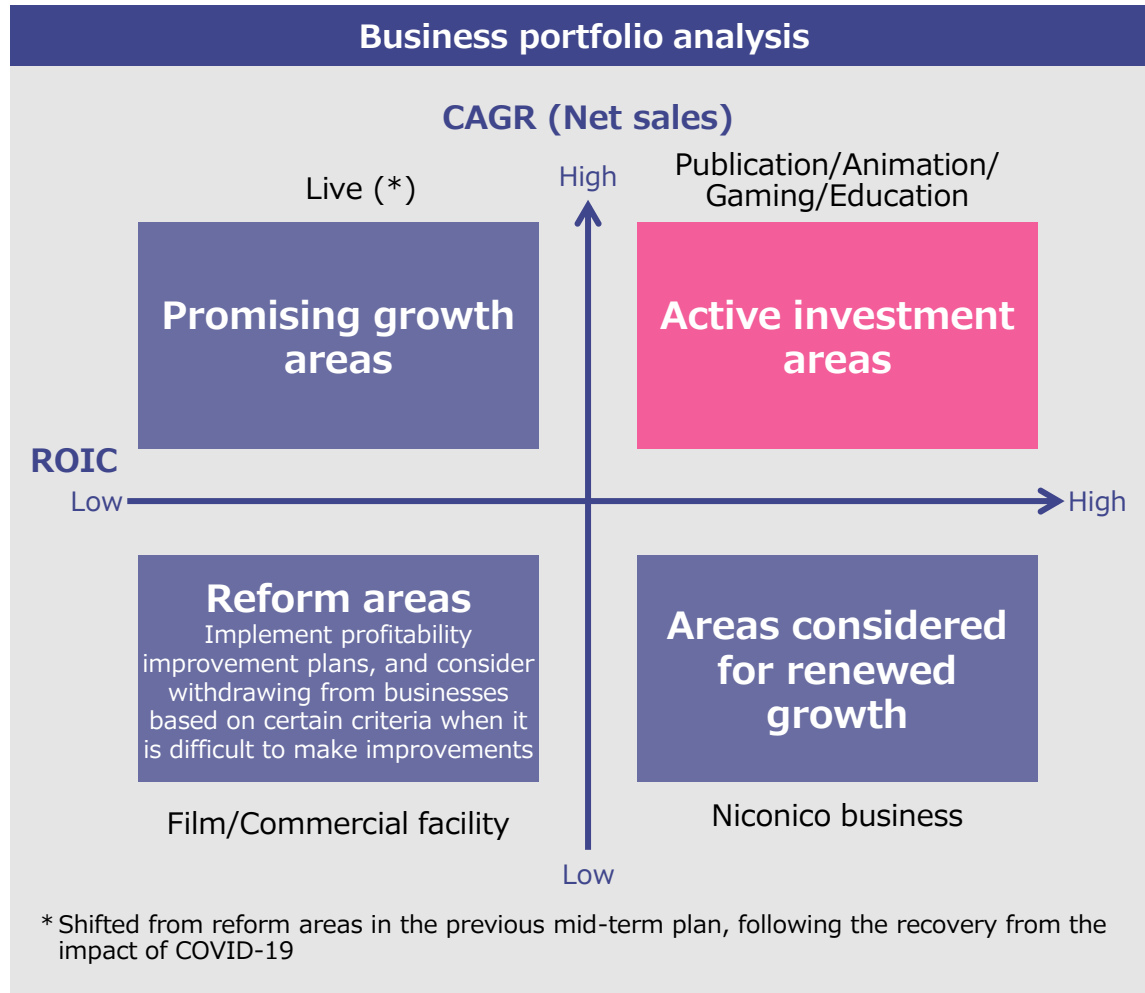 Business portfolio analysis
CAGR (Net sales)
Live (*)
High
Publication/Animation/
Gaming/Education
Promising growth
areas
Active investment
areas
ROIC
Low
High
Reform areas
Implement profitability
improvement plans, and consider
withdrawing from businesses
based on certain criteria when it
is difficult to make improvements
Areas considered
for renewed
growth
Film/Commercial facility
Niconico business
Low
* Shifted from reform areas in the previous mid-term plan, following the recovery from the
impact of COVID-19